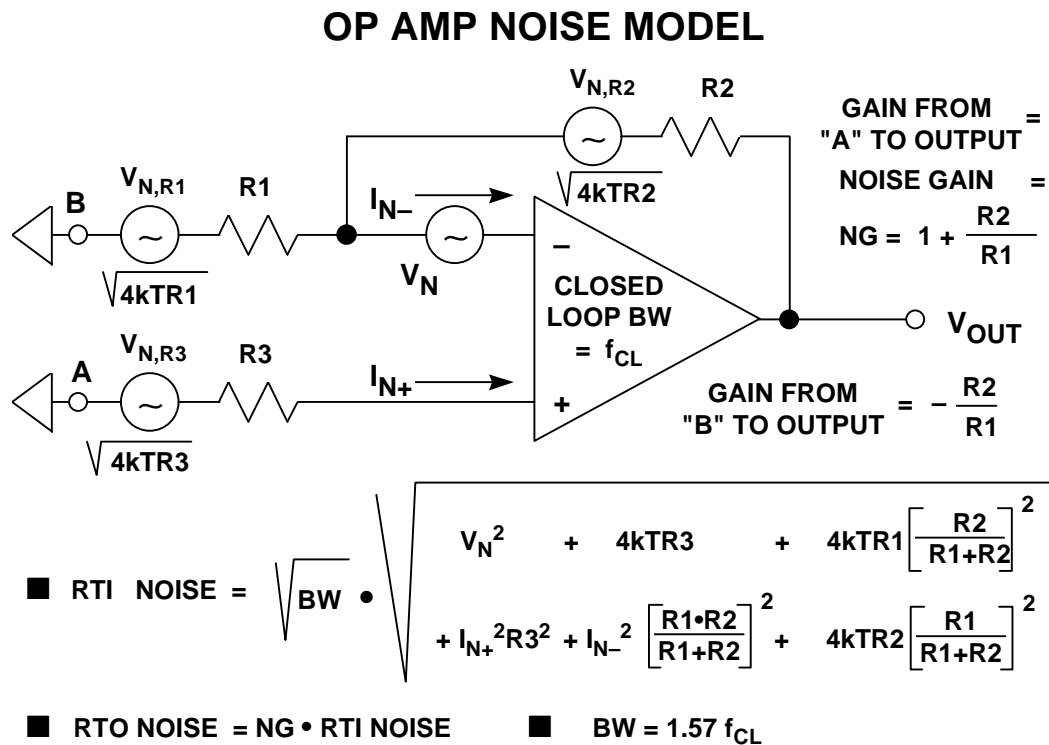 OP AMP NOISE MODEL
V_N,R2
R2
GAIN FROM "A" TO OUTPUT =
V_N,R1
R1
B
I_N–
√4kTR2
NOISE GAIN =
NG = 1 + R2/R1
V_N
–
√4kTR1
CLOSED
LOOP BW
= f_CL
V_OUT
V_N,R3
R3
A
I_N+
+
√4kTR3
GAIN FROM "B" TO OUTPUT = – R2/R1
■ RTI NOISE = √BW • √ V_N² + 4kTR3 + 4kTR1 [R2/(R1+R2)]²
+ I_N+² R3² + I_N–² [R1•R2/(R1+R2)]² + 4kTR2 [R1/(R1+R2)]²
■ RTO NOISE = NG • RTI NOISE ■ BW = 1.57 f_CL